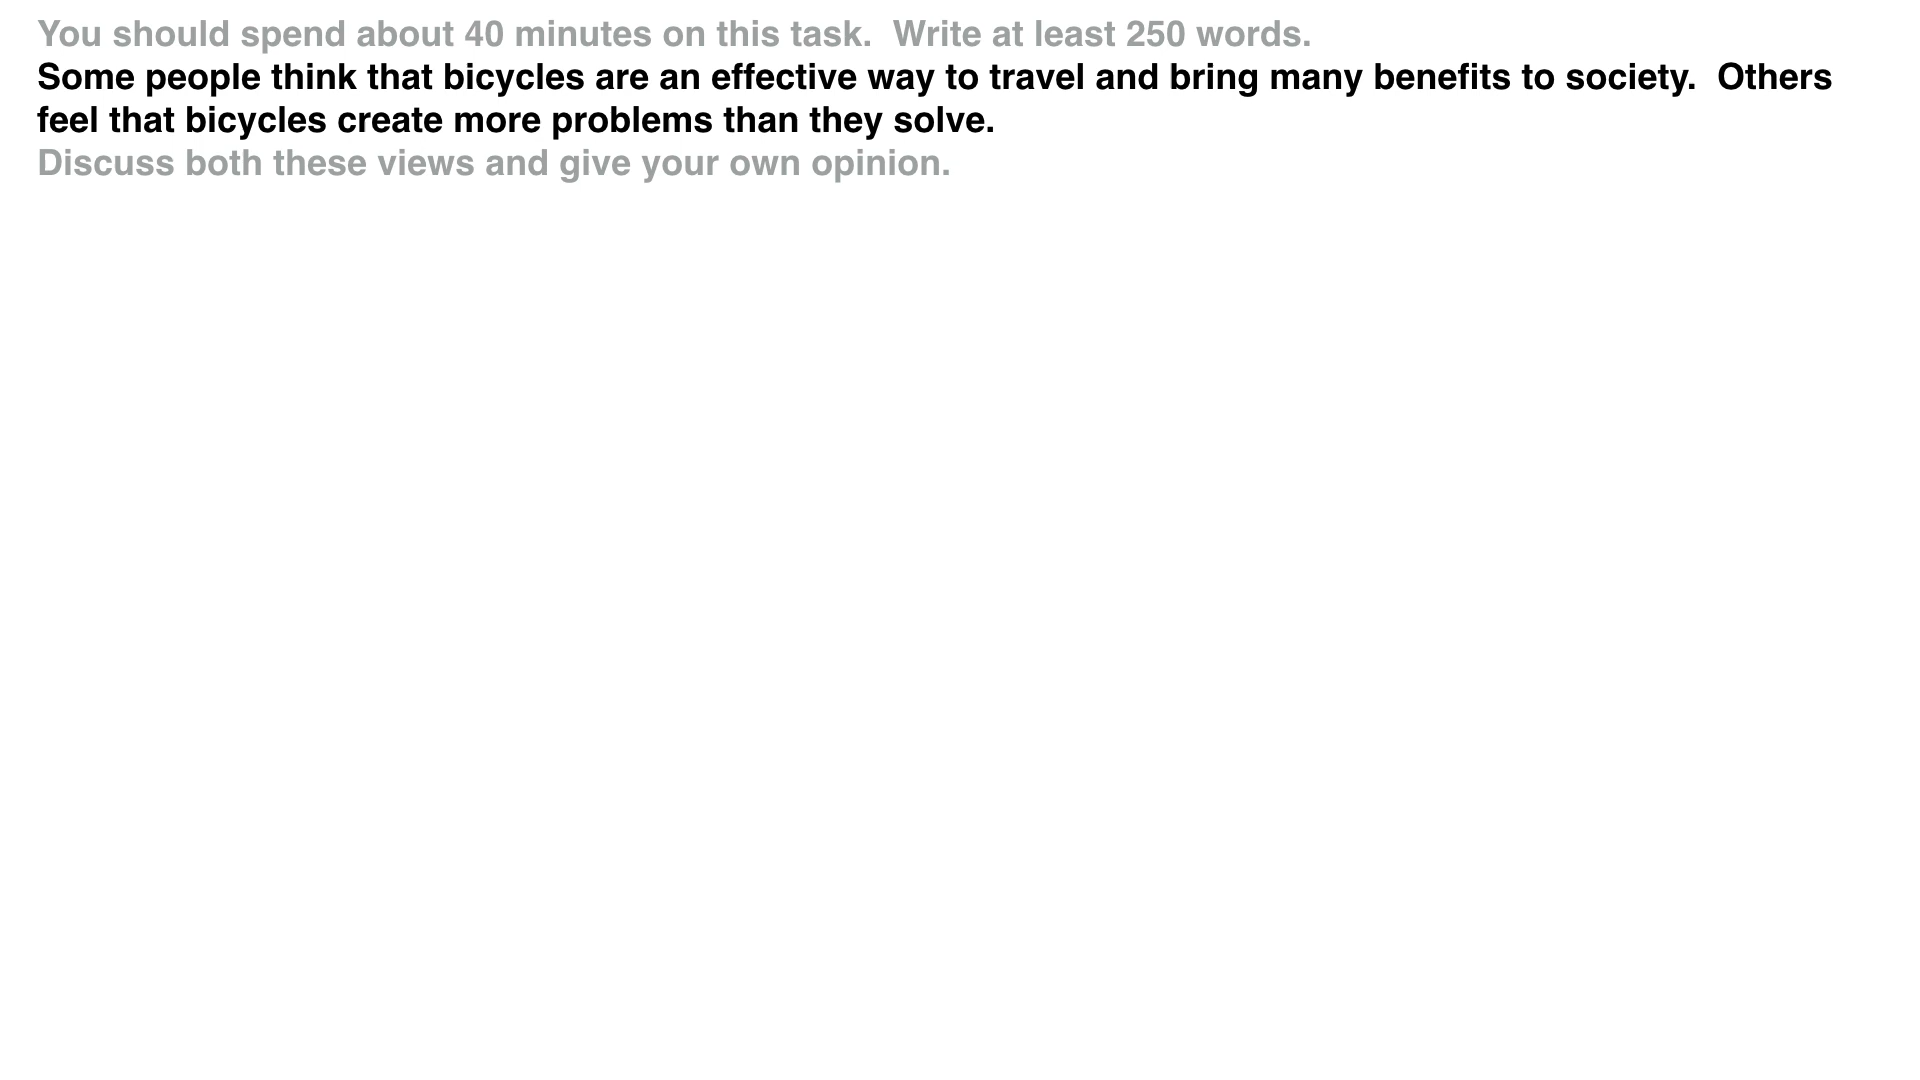 You should spend about 40 minutes on this task.  Write at least 250 words.
Some people think that bicycles are an effective way to travel and bring many benefits to society.  Others
feel that bicycles create more problems than they solve.
Discuss both these views and give your own opinion.